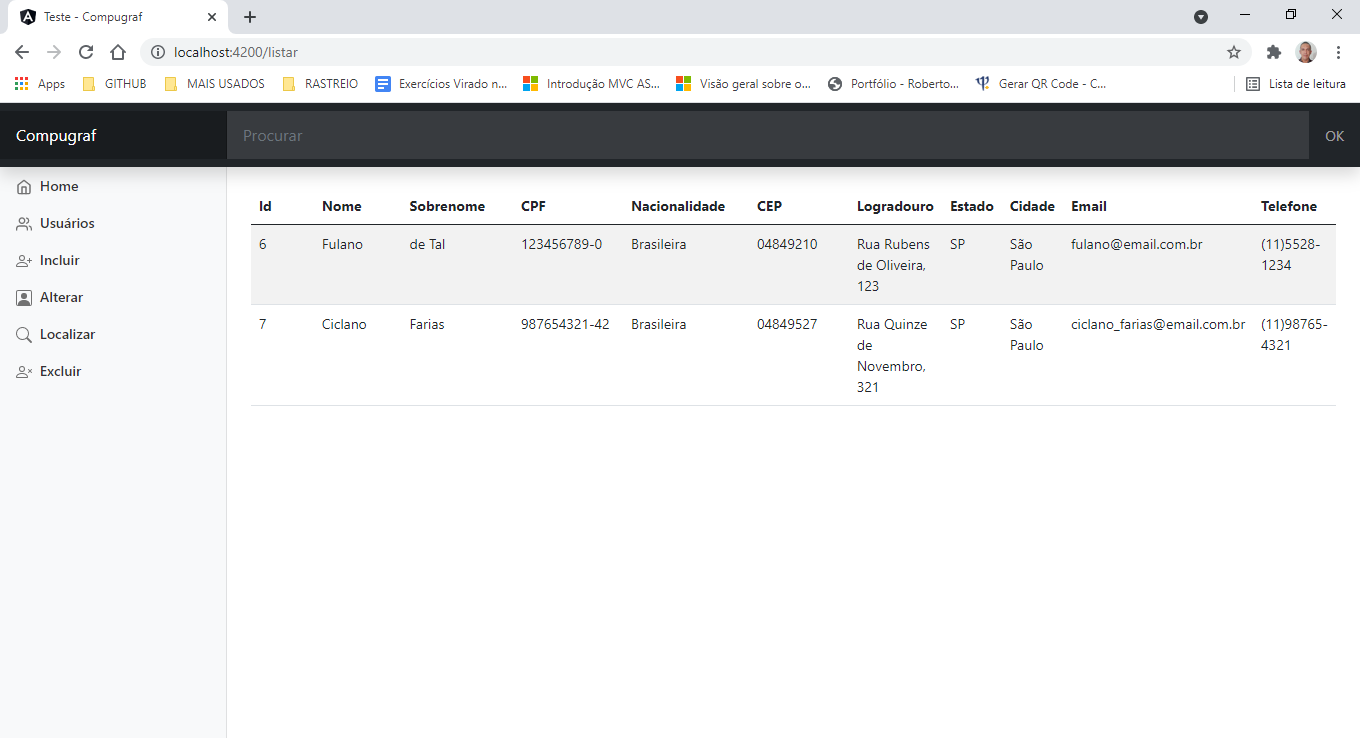 Teste - Compugraf
localhost:4200/listar
Apps GITHUB MAIS USADOS RASTREIO Exercícios Virado n... Introdução MVC AS... Visão geral sobre o... Portfólio - Roberto... Gerar QR Code - C... Lista de leitura
Compugraf Procurar OK
Home
Usuários
Incluir
Alterar
Localizar
Excluir
Id Nome Sobrenome CPF Nacionalidade CEP Logradouro Estado Cidade Email Telefone
6 Fulano de Tal 123456789-0 Brasileira 04849210 Rua Rubens SP São fulano@email.com.br (11)5528-
de Oliveira, Paulo 1234
123
7 Ciclano Farias 987654321-42 Brasileira 04849527 Rua Quinze SP São ciclano_farias@email.com.br (11)98765-
de Paulo 4321
Novembro,
321